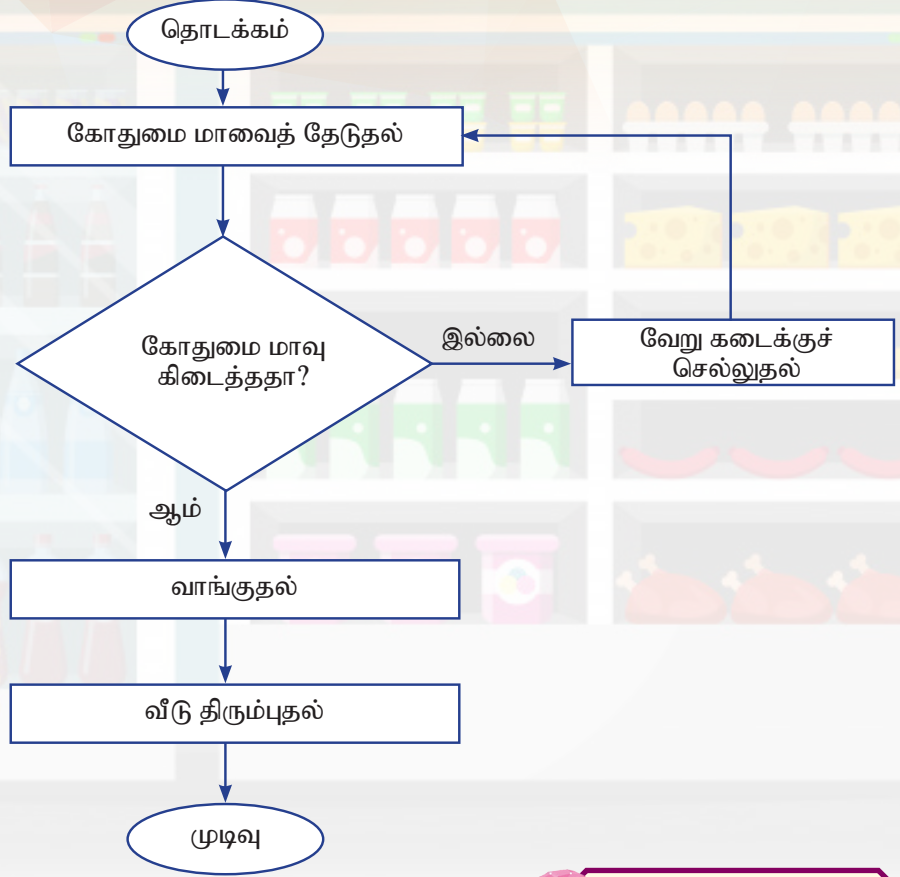 தொடக்கம்
கோதுமை மாவைத் தேடுதல்
கோதுமை மாவு
கிடைத்ததா?
இல்லை
வேறு கடைக்குச்
செல்லுதல்
ஆம்
வாங்குதல்
வீடு திரும்புதல்
முடிவு